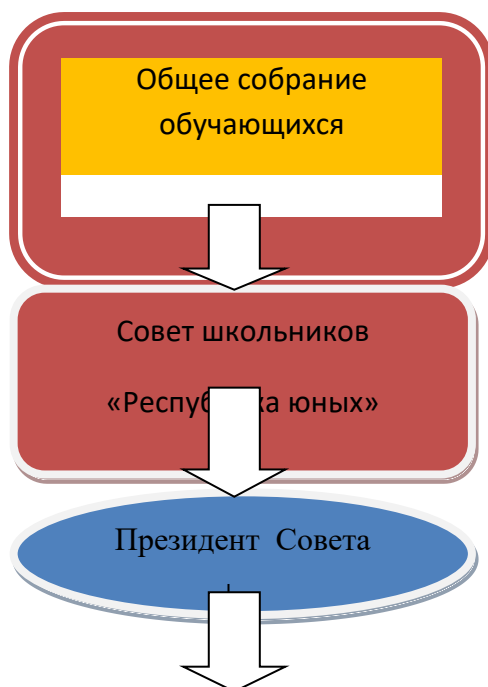 Общее собрание
обучающихся
Совет школьников
юных»
Президент Совета